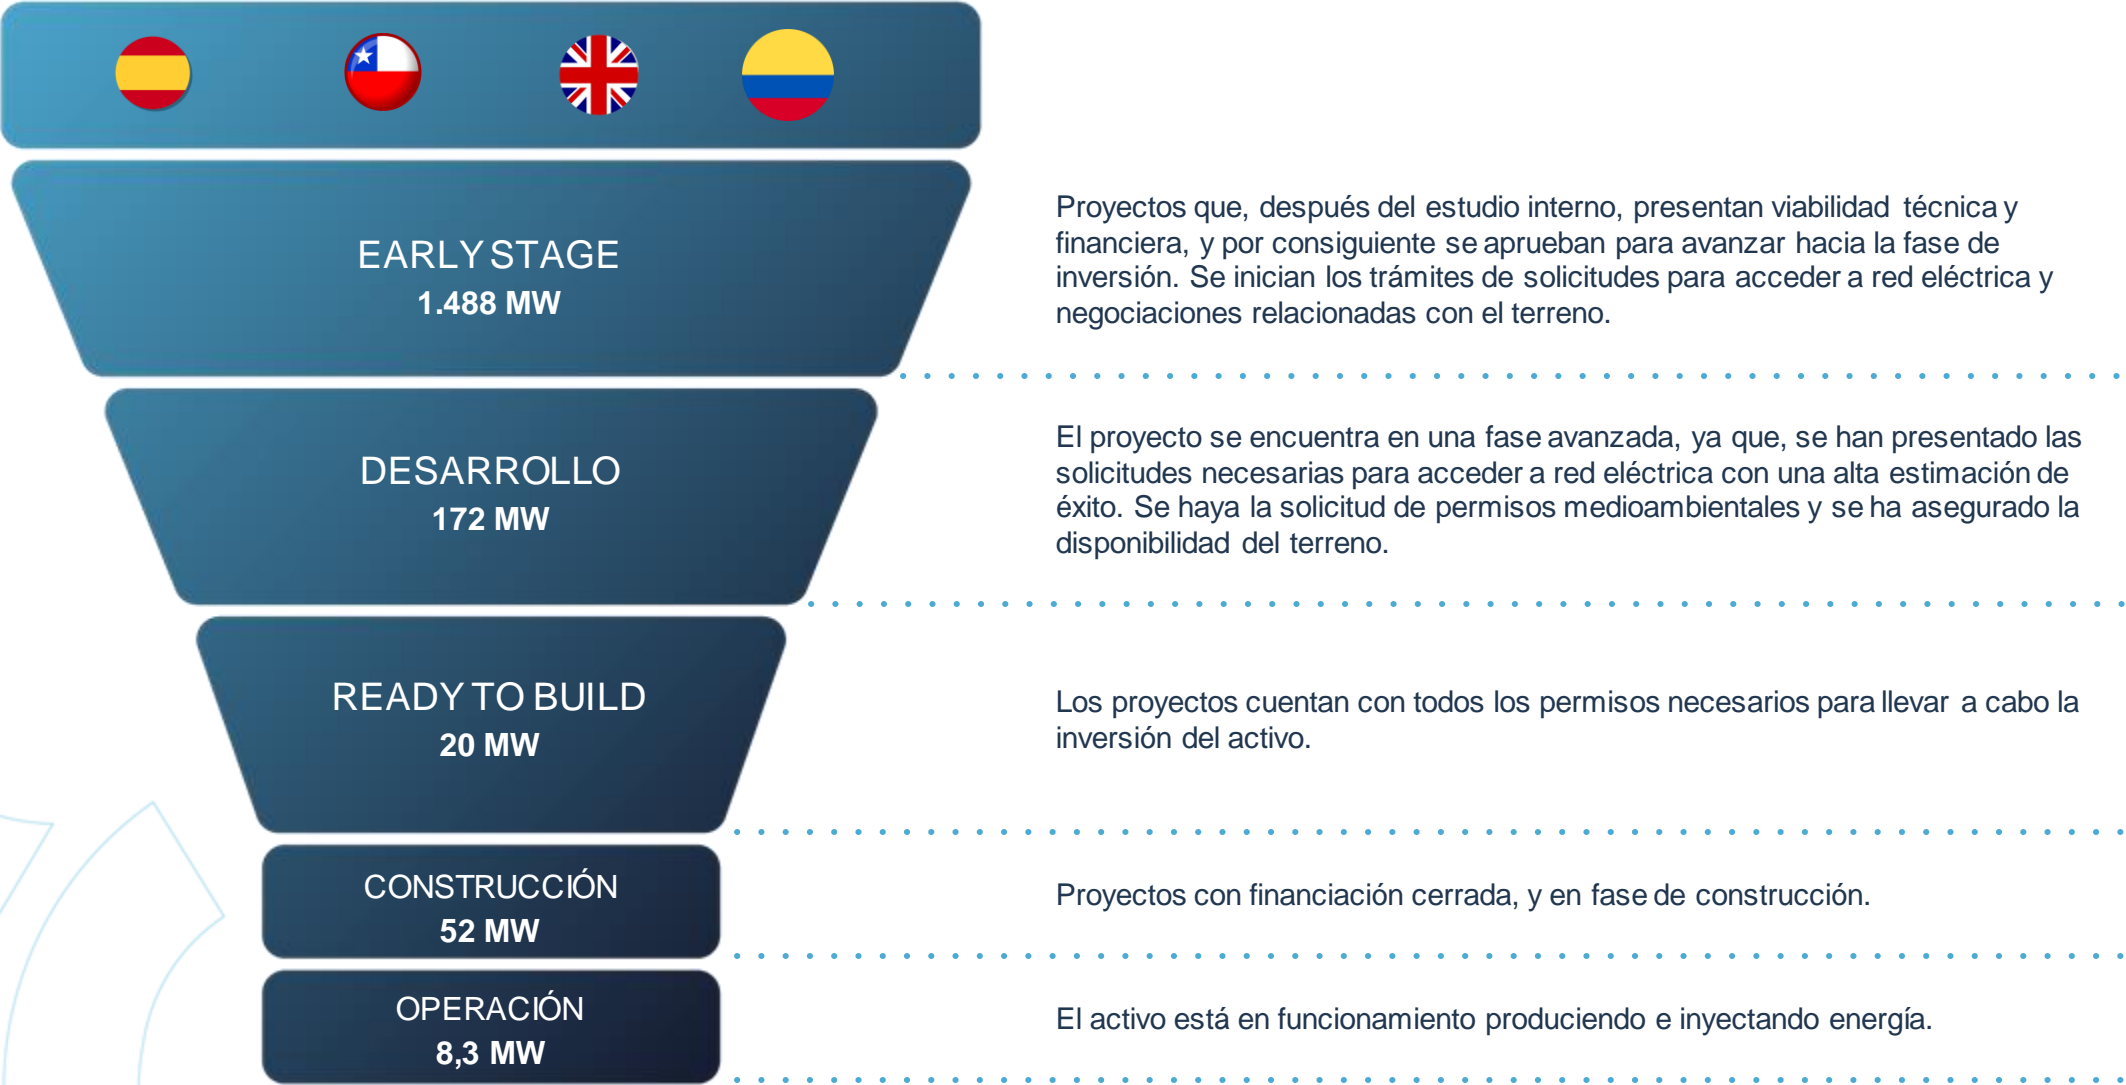 EARLY STAGE
1.488 MW
Proyectos que, después del estudio interno, presentan viabilidad técnica y
financiera, y por consiguiente se aprueban para avanzar hacia la fase de
inversión. Se inician los trámites de solicitudes para acceder a red eléctrica y
negociaciones relacionadas con el terreno.
DESARROLLO
172 MW
El proyecto se encuentra en una fase avanzada, ya que, se han presentado las
solicitudes necesarias para acceder a red eléctrica con una alta estimación de
éxito. Se haya la solicitud de permisos medioambientales y se ha asegurado la
disponibilidad del terreno.
READY TO BUILD
20 MW
Los proyectos cuentan con todos los permisos necesarios para llevar a cabo la
inversión del activo.
CONSTRUCCIÓN
52 MW
Proyectos con financiación cerrada, y en fase de construcción.
OPERACIÓN
8,3 MW
El activo está en funcionamiento produciendo e inyectando energía.